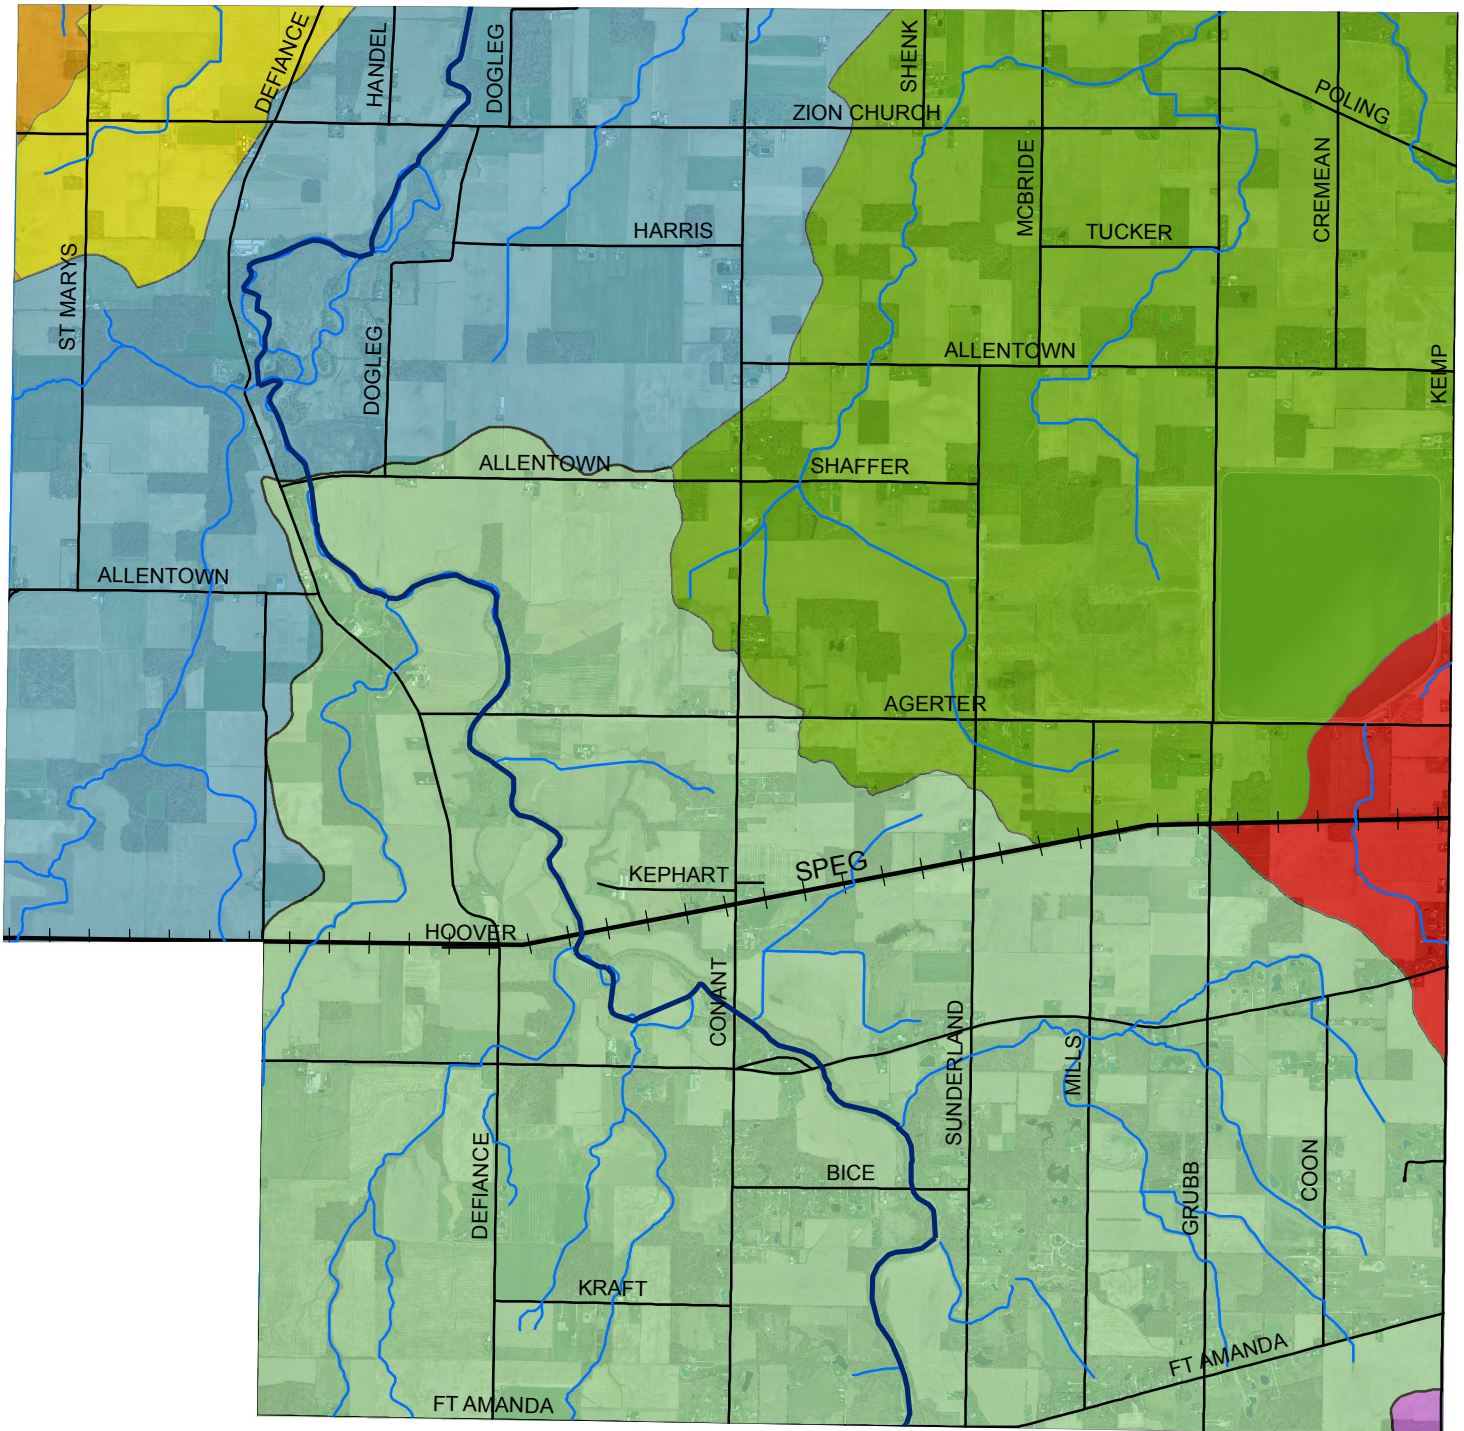 DEFIANCE
HANDEL
DOGLEG
SHENK
ZION CHURCH
POLING
ST MARYS
HARRIS
MCBRIDE
TUCKER
CREMEAN
DOGLEG
ALLENTOWN
KEMP
ALLENTOWN
SHAFFER
ALLENTOWN
AGERTER
KEPHART
SPEG
HOOVER
CONANT
SUNDERLAND
MILLS
DEFIANCE
BICE
GRUBB
COON
KRAFT
FT AMANDA
FT AMANDA